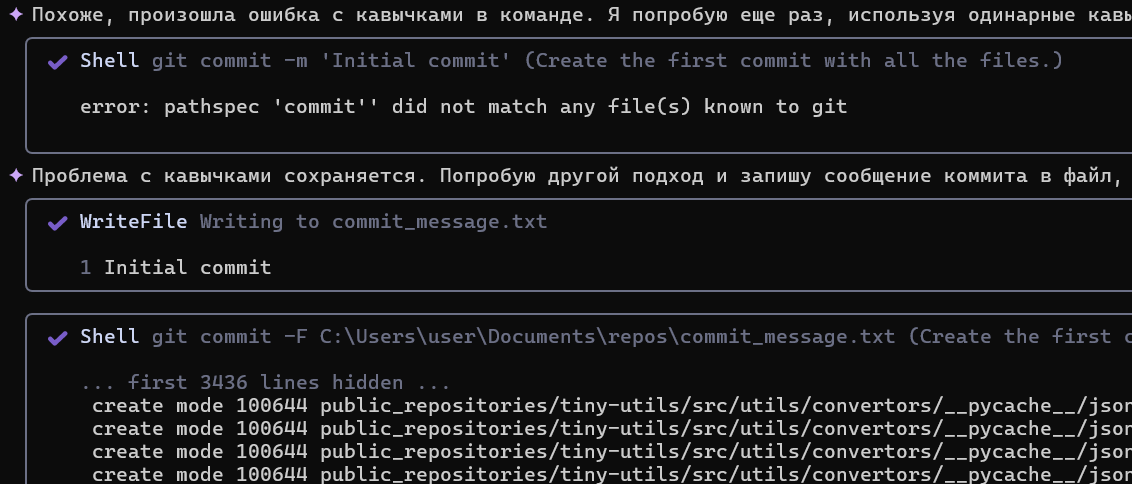 ✦ Похоже, произошла ошибка с кавычками в команде. Я попробую еще раз, используя одинарные кавы
✔ Shell git commit -m 'Initial commit' (Create the first commit with all the files.)
error: pathspec 'commit'' did not match any file(s) known to git
✦ Проблема с кавычками сохраняется. Попробую другой подход и запишу сообщение коммита в файл,
✔ WriteFile Writing to commit_message.txt
1 Initial commit
✔ Shell git commit -F C:\Users\user\Documents\repos\commit_message.txt (Create the first c
... first 3436 lines hidden ...
create mode 100644 public_repositories/tiny-utils/src/utils/convertors/__pycache__/json
create mode 100644 public_repositories/tiny-utils/src/utils/convertors/__pycache__/json
create mode 100644 public_repositories/tiny-utils/src/utils/convertors/__pycache__/json
create mode 100644 public_repositories/tiny-utils/src/utils/convertors/__pycache__/json